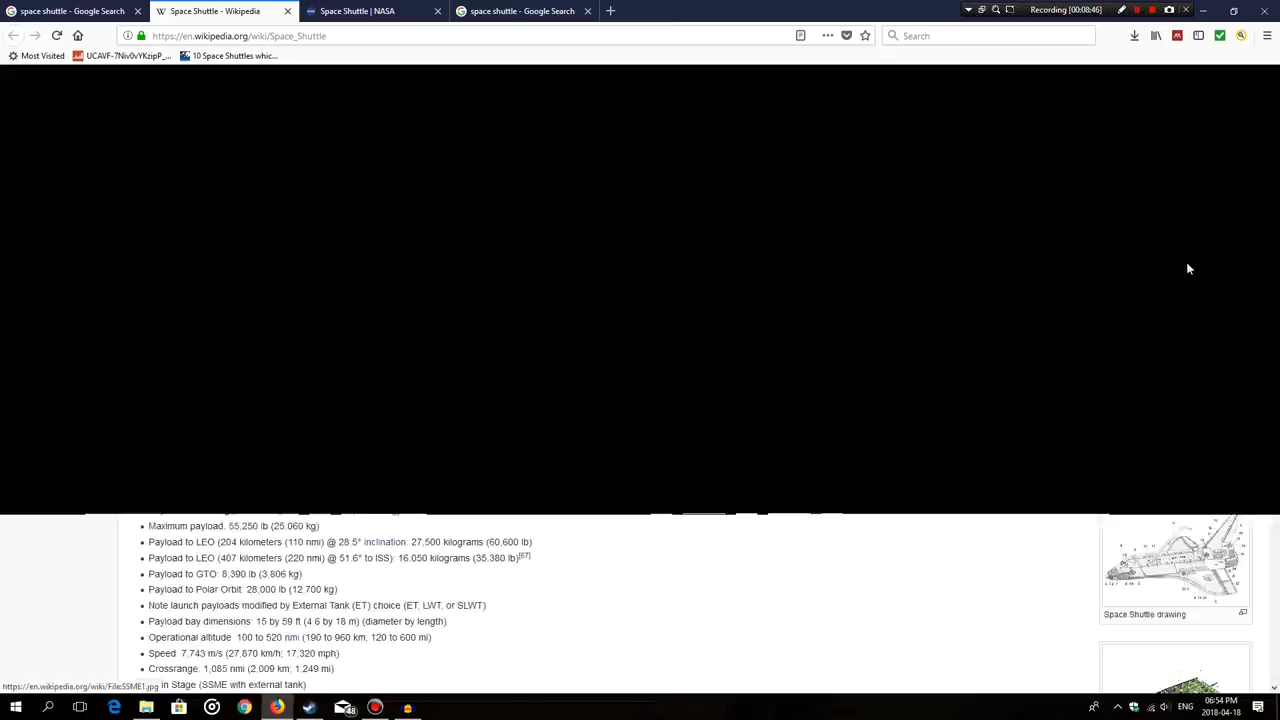 space shuttle - Google Search
Space Shuttle - Wikipedia
Space Shuttle | NASA
space shuttle - Google Search
Recording [00:08:46]
https://en.wikipedia.org/wiki/Space_Shuttle
Search
Most Visited
UCAVF-7Niv0vYKzipP_...
10 Space Shuttles whic...
Maximum payload: 55,250 lb (25,060 kg)
Payload to LEO (204 kilometers (110 nmi) @ 28.5° inclination: 27,500 kilograms (60,600 lb)
Payload to LEO (407 kilometers (220 nmi) @ 51.6° to ISS): 16,050 kilograms (35,380 lb)[67]
Payload to GTO: 8,390 lb (3,806 kg)
Payload to Polar Orbit: 28,000 lb (12,700 kg)
Note launch payloads modified by External Tank (ET) choice (ET, LWT, or SLWT)
Payload bay dimensions: 15 by 59 ft (4.6 by 18 m) (diameter by length)
Operational altitude: 100 to 520 nmi (190 to 960 km; 120 to 600 mi)
Speed: 7,743 m/s (27,870 km/h; 17,320 mph)
Crossrange: 1,085 nmi (2,009 km; 1,249 mi)
in Stage (SSME with external tank)
Space Shuttle drawing
https://en.wikipedia.org/wiki/File:SSME1.jpg
48
ENG
06:54 PM
2018-04-18